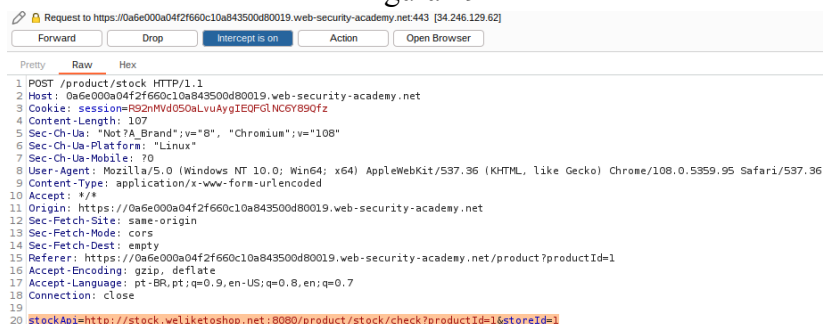 Request to https://0a6e000a04f2f660c10a843500d80019.web-security-academy.net:443 [34.246.129.62]
Forward Drop Intercept is on Action Open Browser
Pretty Raw Hex
1 POST /product/stock HTTP/1.1
2 Host: 0a6e000a04f2f660c10a843500d80019.web-security-academy.net
3 Cookie: session=R92nMVd05OaLvuAygIEQFGlNC6Y89Qfz
4 Content-Length: 107
5 Sec-Ch-Ua: "Not?A_Brand";v="8", "Chromium";v="108"
6 Sec-Ch-Ua-Platform: "Linux"
7 Sec-Ch-Ua-Mobile: ?0
8 User-Agent: Mozilla/5.0 (Windows NT 10.0; Win64; x64) AppleWebKit/537.36 (KHTML, like Gecko) Chrome/108.0.5359.95 Safari/537.36
9 Content-Type: application/x-www-form-urlencoded
10 Accept: */*
11 Origin: https://0a6e000a04f2f660c10a843500d80019.web-security-academy.net
12 Sec-Fetch-Site: same-origin
13 Sec-Fetch-Mode: cors
14 Sec-Fetch-Dest: empty
15 Referer: https://0a6e000a04f2f660c10a843500d80019.web-security-academy.net/product?productId=1
16 Accept-Encoding: gzip, deflate
17 Accept-Language: pt-BR,pt;q=0.9,en-US;q=0.8,en;q=0.7
18 Connection: close
19
20 stockApi=http://stock.weliketoshop.net:8080/product/stock/check?productId=1&storeId=1